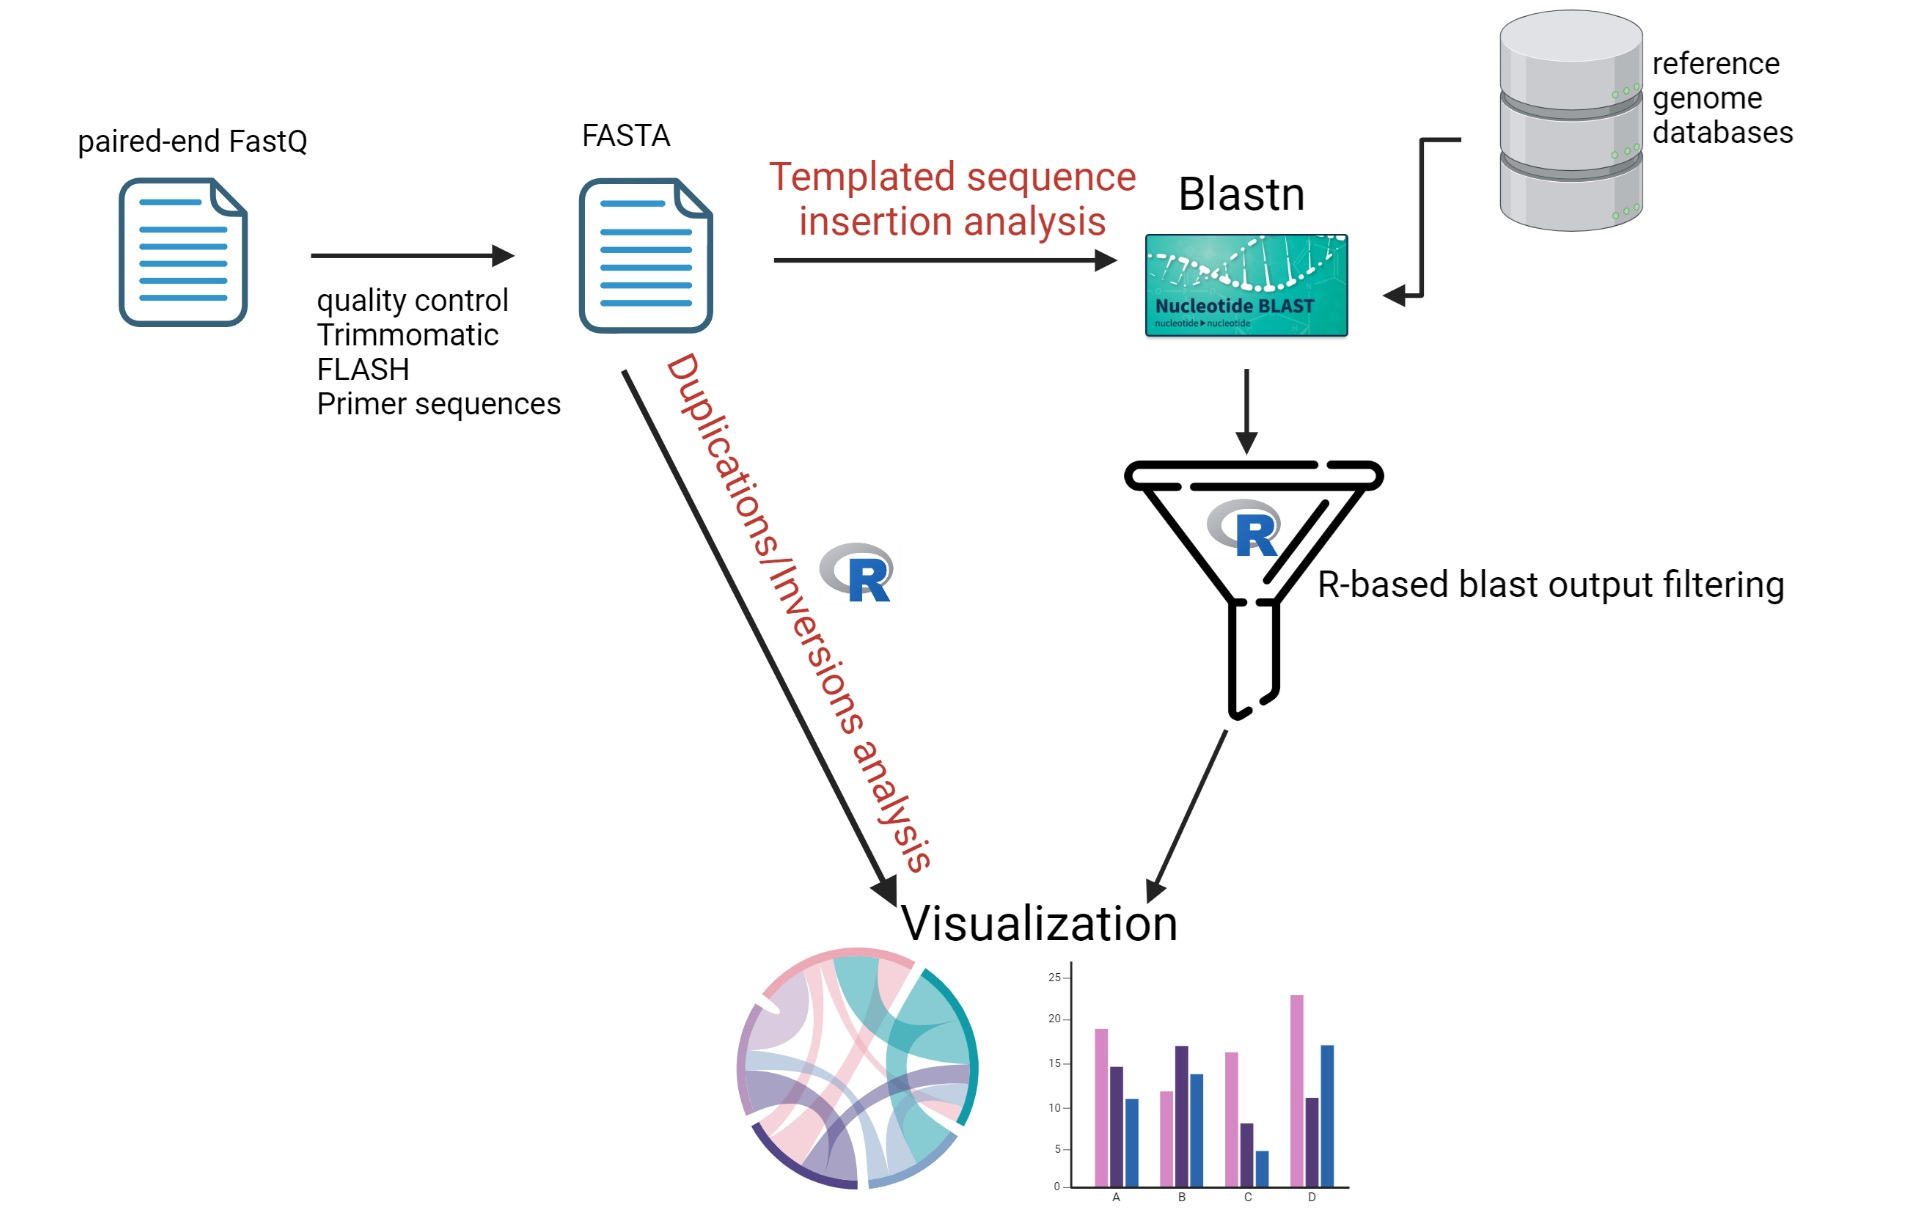 paired-end FastQ
quality control
Trimmomatic
FLASH
Primer sequences
FASTA
Templated sequence
insertion analysis
Blastn
Nucleotide BLAST
nucleotide ▶ nucleotide
reference
genome
databases
Duplications/Inversions analysis
R
R
R-based blast output filtering
Visualization
25
20
15
10
5
0
A B C D